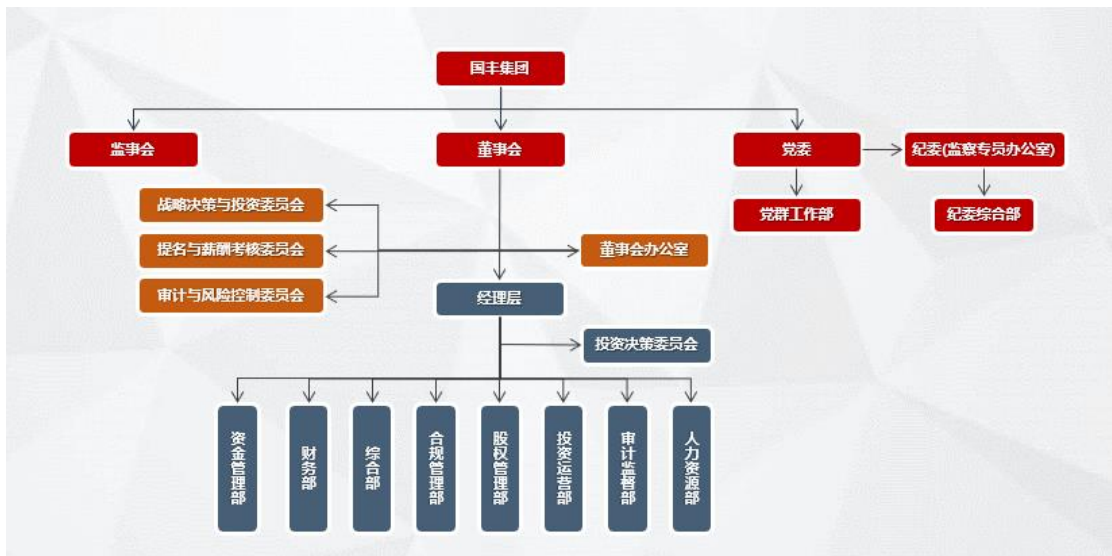 国丰集团
监事会
董事会
党委
纪委(监察专员办公室)
党群工作部
纪委综合部
战略决策与投资委员会
提名与薪酬考核委员会
董事会办公室
审计与风险控制委员会
经理层
投资决策委员会
资金管理部
财务部
综合部
合规管理部
股权管理部
投资运营部
审计监督部
人力资源部